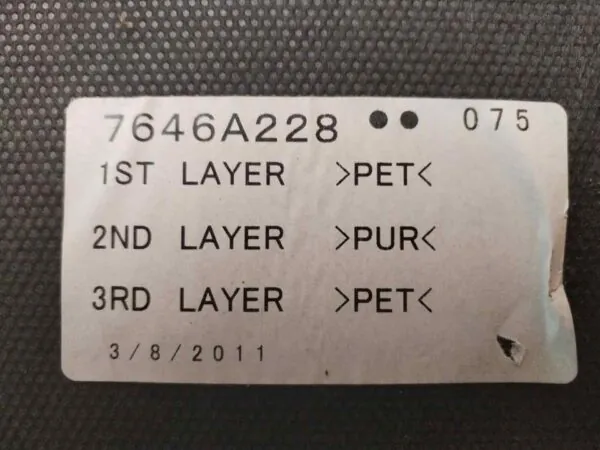 7646A228 ●● 075
1ST LAYER >PET<
2ND LAYER >PUR<
3RD LAYER >PET<
3/8/2011